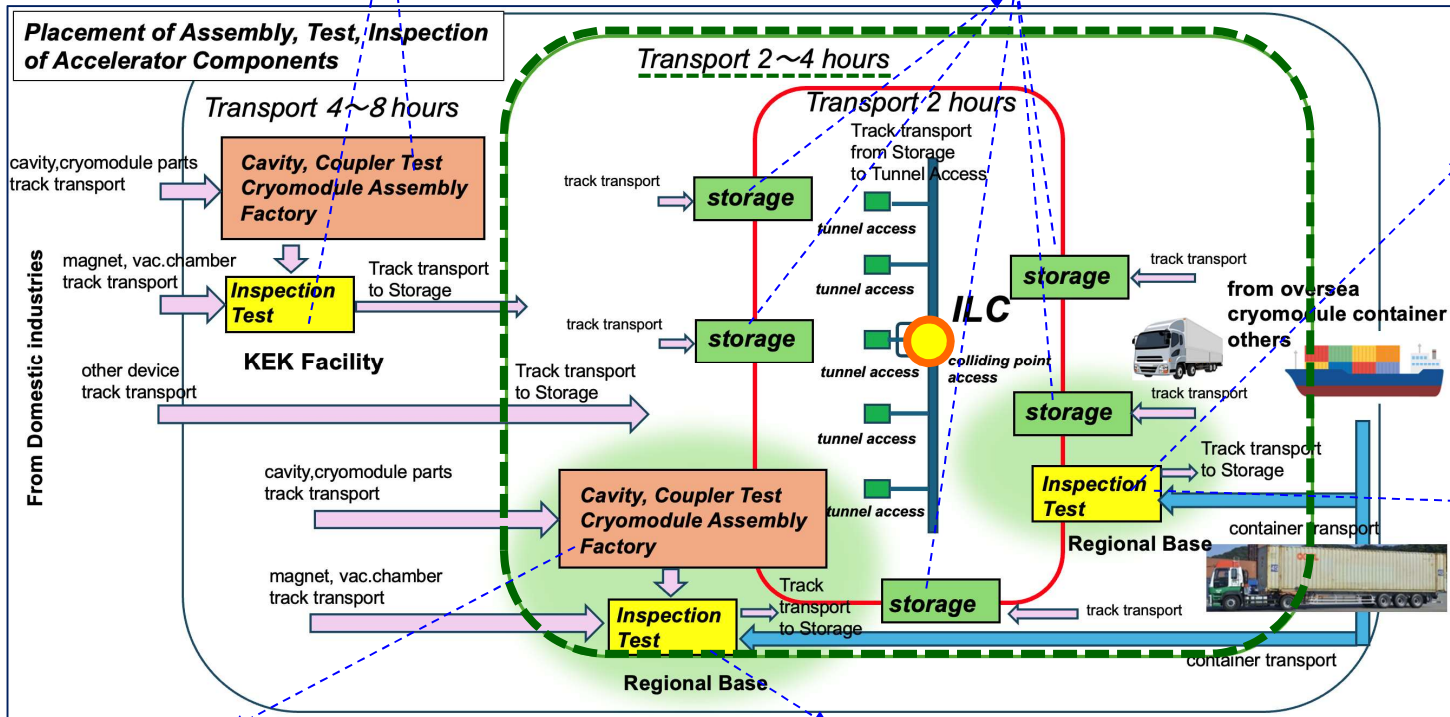 Placement of Assembly, Test, Inspection
of Accelerator Components
Transport 2～4 hours
Transport 4～8 hours
Transport 2 hours
Track transport
from Storage
to Tunnel Access
cavity,cryomodule parts
track transport
Cavity, Coupler Test
Cryomodule Assembly
Factory
track transport
storage
tunnel access
magnet, vac.chamber
track transport
Inspection
Test
Track transport
to Storage
KEK Facility
tunnel access
storage
track transport
from oversea
cryomodule container
others
track transport
storage
ILC
tunnel access
colliding point
access
other device
track transport
Track transport
to Storage
From Domestic industries
storage
track transport
tunnel access
cavity,cryomodule parts
track transport
Cavity, Coupler Test
Cryomodule Assembly
Factory
tunnel access
Inspection
Test
Track transport
to Storage
Regional Base
container transport
magnet, vac.chamber
track transport
Inspection
Test
Track
transport
to Storage
storage
track transport
Regional Base
container transport